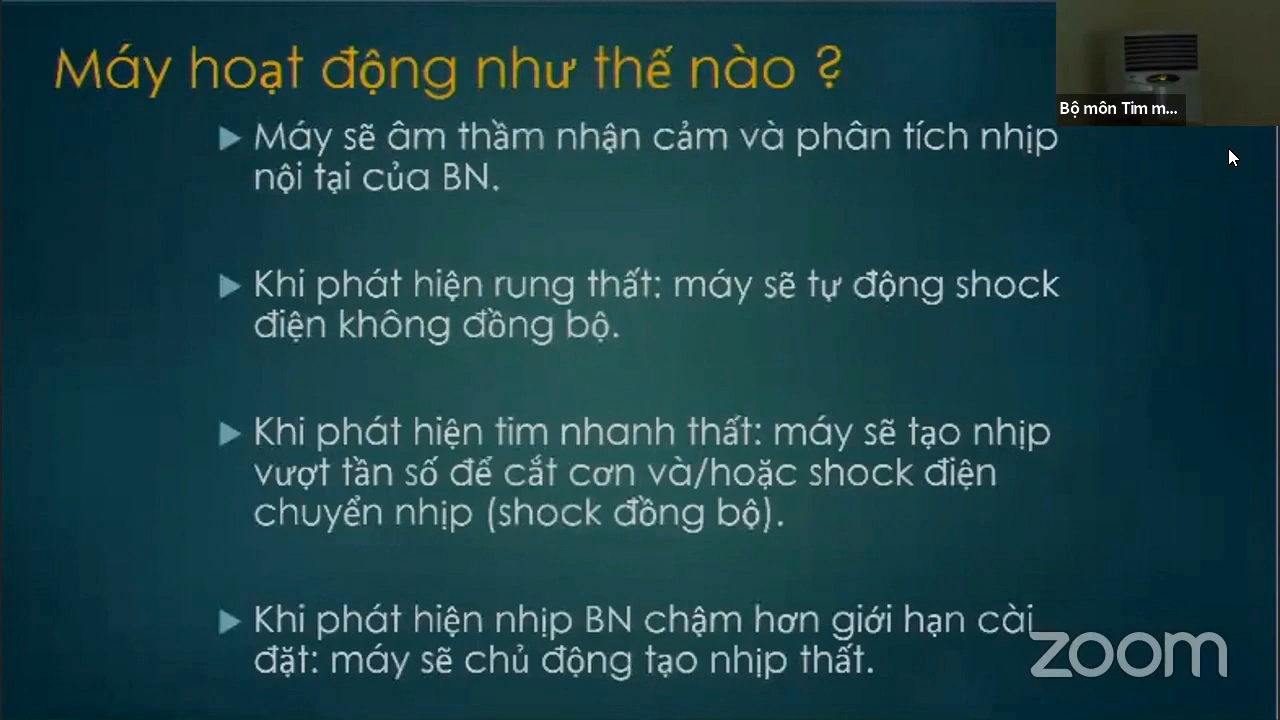 Máy hoạt động như thế nào ?
Bộ môn Tim m...
Máy sẽ âm thầm nhận cảm và phân tích nhịp
nội tại của BN.
Khi phát hiện rung thất: máy sẽ tự động shock
điện không đồng bộ.
Khi phát hiện tim nhanh thất: máy sẽ tạo nhịp
vượt tần số để cắt cơn và/hoặc shock điện
chuyển nhịp (shock đồng bộ).
Khi phát hiện nhịp BN chậm hơn giới hạn cài
đặt: máy sẽ chủ động tạo nhịp thất.
zoom